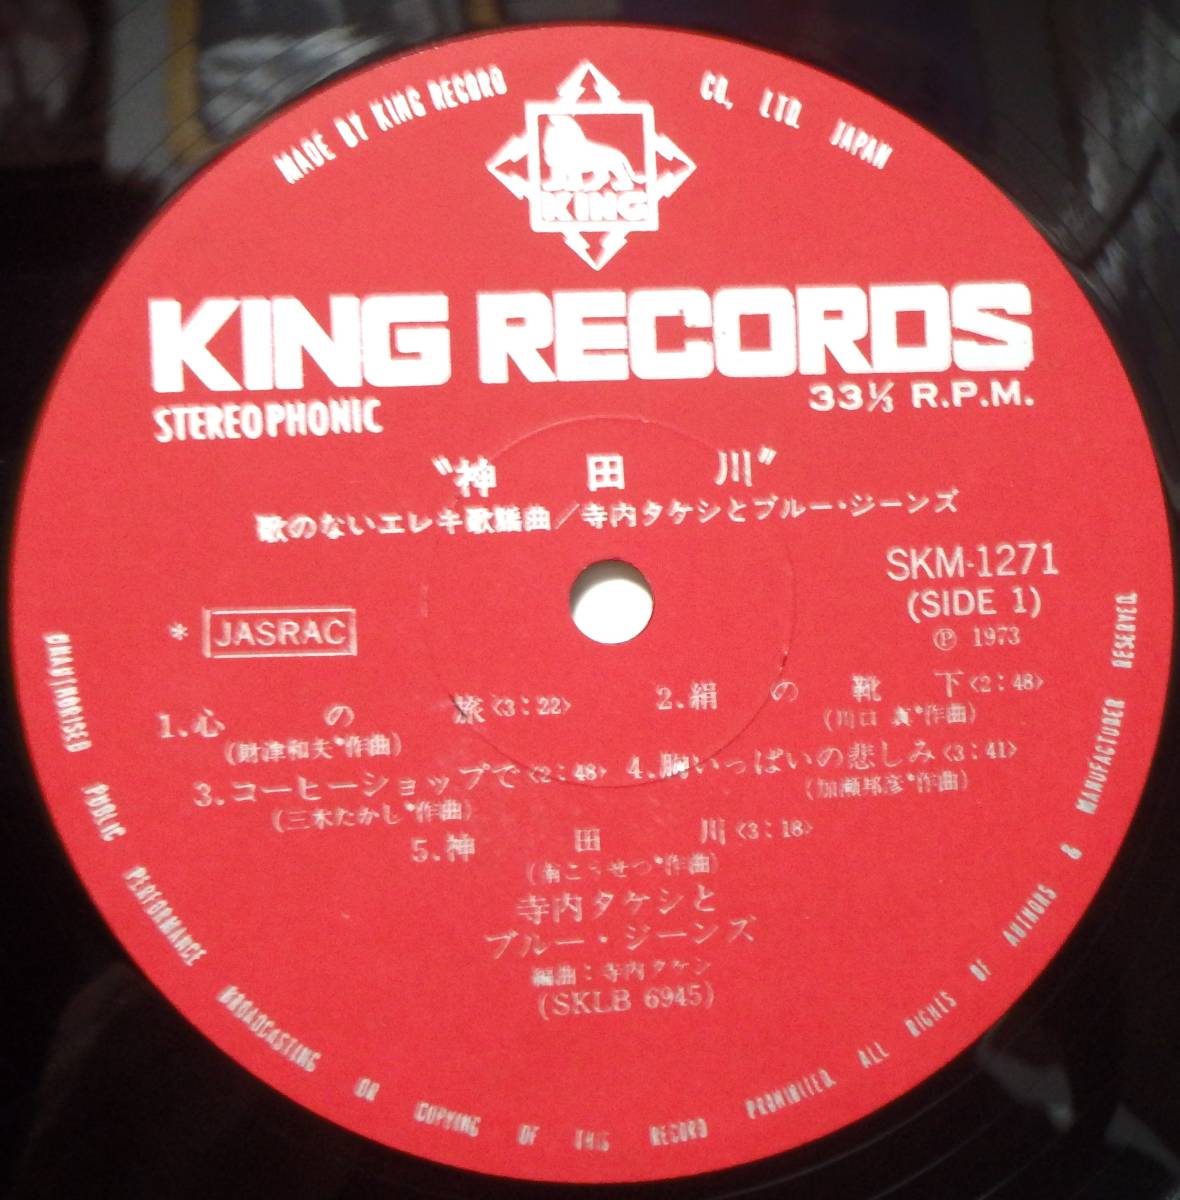 MADE BY KING RECORD CO., LTD. JAPAN
KING
KING RECORDS
STEREOPHONIC
33⅓ R.P.M.
〝神田川〟
歌のないエレキ歌謡曲/寺内タケシとブルー・ジーンズ
SKM-1271
(SIDE 1)
Ⓟ 1973
* JASRAC
1.心の旅<3:22>
(財津和夫*作曲)
2.絹の靴下<2:48>
(川口真*作曲)
3.コーヒーショップで<2:48>
(三木たかし*作曲)
4.胸いっぱいの悲しみ<3:41>
(加瀬邦彦*作曲)
5.神田川<3:18>
(南こうせつ*作曲)
寺内タケシと
ブルー・ジーンズ
編曲:寺内タケシ
(SKLB 6945)
UNAUTHORISED PUBLIC PERFORMANCE BROADCASTING OR COPYING OF THIS RECORD PROHIBITED. ALL RIGHTS OF AUTHORS & MANUFACTURER RESERVED.